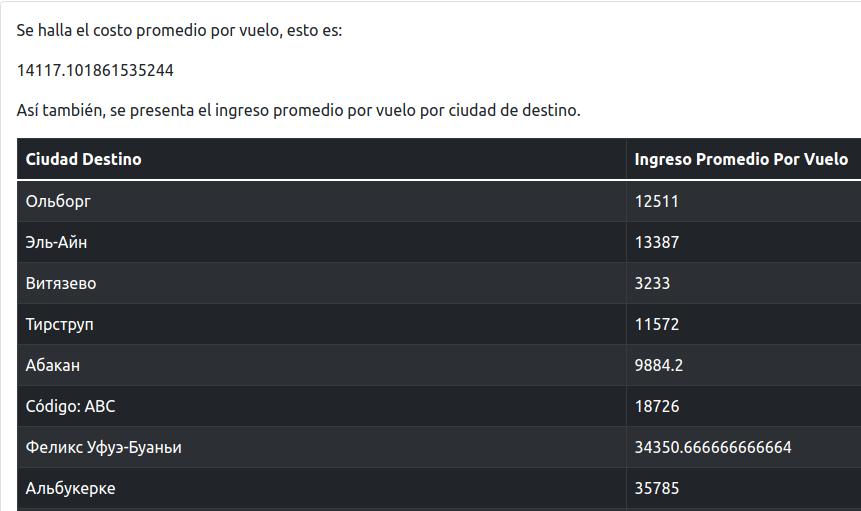 Se halla el costo promedio por vuelo, esto es:
14117.101861535244
Así también, se presenta el ingreso promedio por vuelo por ciudad de destino.
Ciudad Destino Ingreso Promedio Por Vuelo
Ольборг 12511
Эль-Айн 13387
Витязево 3233
Тирструп 11572
Абакан 9884.2
Código: ABC 18726
Феликс Уфуэ-Буаньи 34350.666666666664
Альбукерке 35785